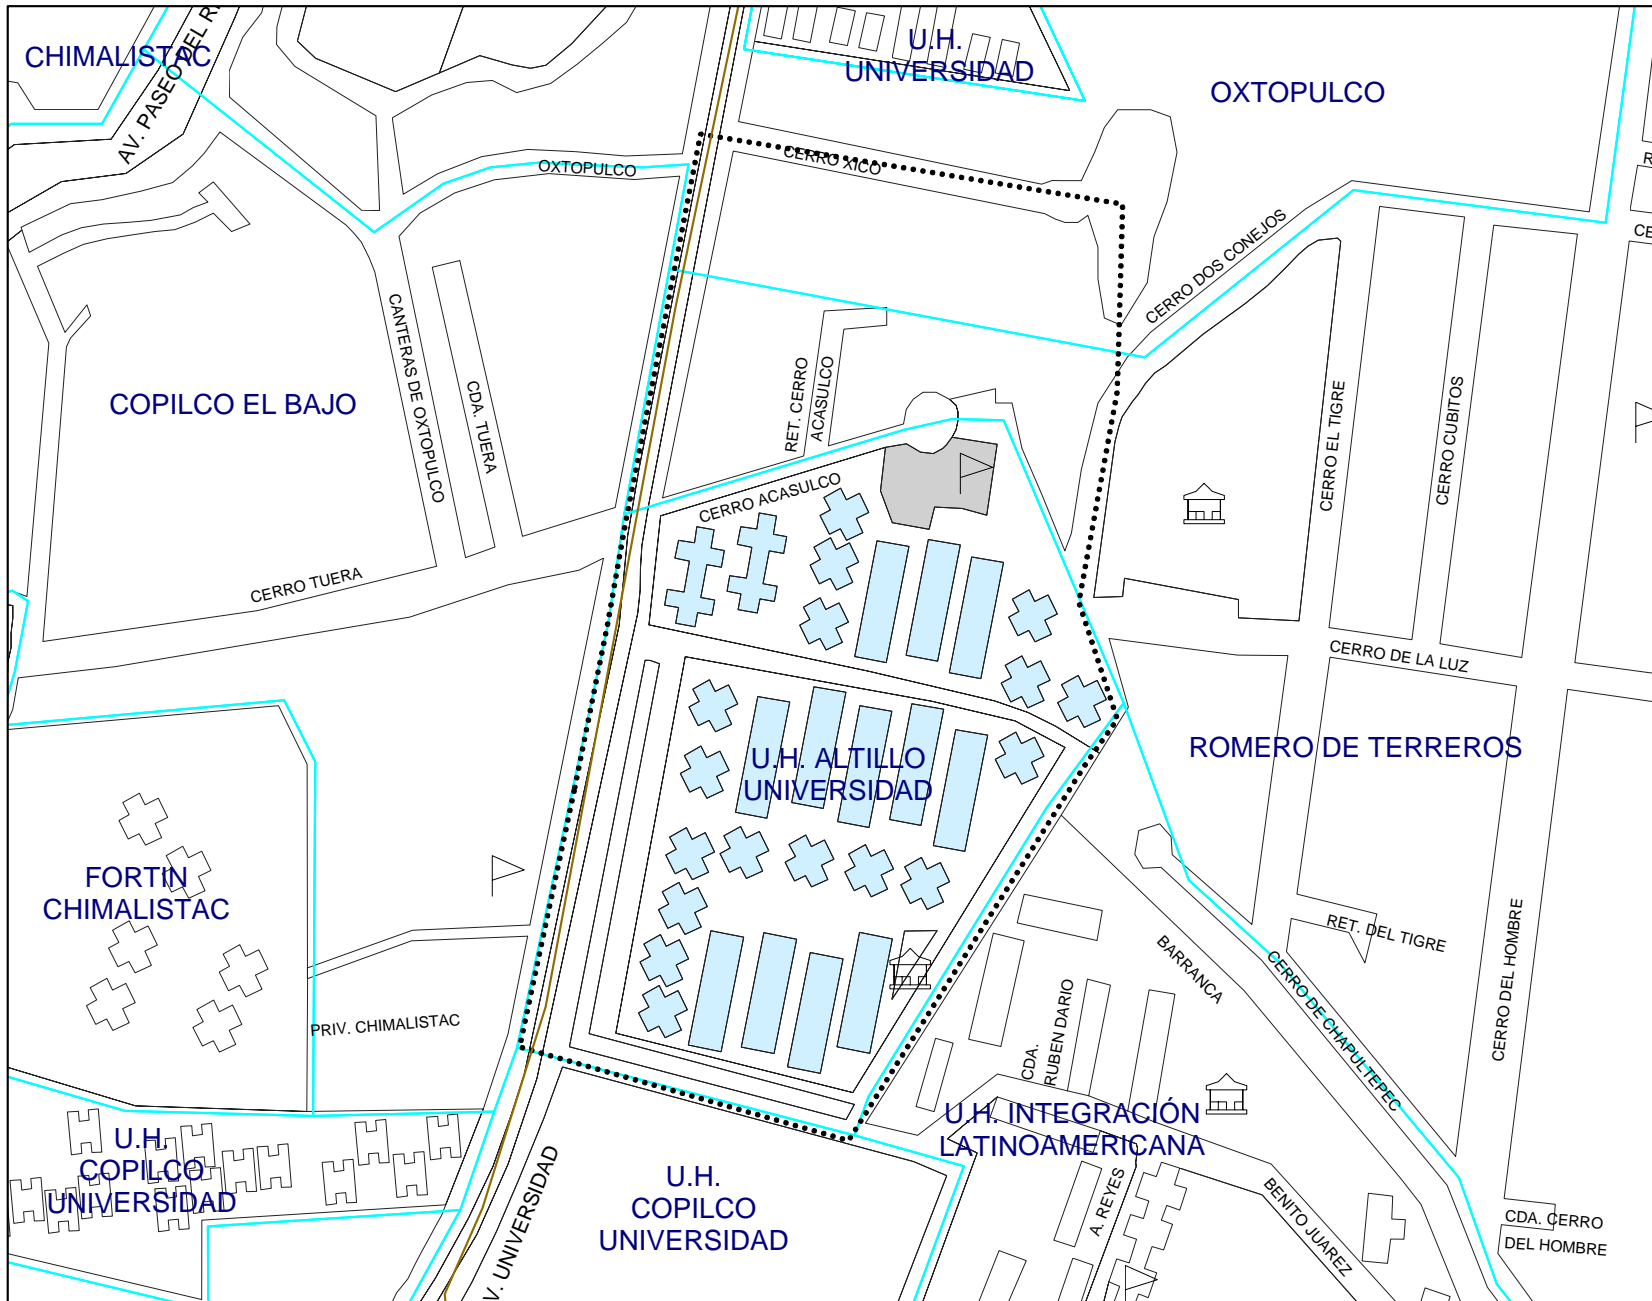 CHIMALISTAC
AV. PASEO DEL R
U.H.
UNIVERSIDAD
OXTOPULCO
OXTOPULCO
CERRO XICO
R
CE
CERRO DOS CONEJOS
CANTERAS DE OXTOPULCO
CDA. TUERA
COPILCO EL BAJO
RET. CERRO
ACASULCO
CERRO EL TIGRE
CERRO CUBITOS
CERRO ACASULCO
CERRO TUERA
CERRO DE LA LUZ
U.H. ALTILLO
UNIVERSIDAD
ROMERO DE TERREROS
FORTIN
CHIMALISTAC
RET. DEL TIGRE
BARRANCA
CERRO DEL HOMBRE
CERRO DE CHAPULTEPEC
PRIV. CHIMALISTAC
CDA.
RUBEN DARIO
U.H. INTEGRACIÓN
LATINOAMERICANA
U.H.
COPILCO
UNIVERSIDAD
V. UNIVERSIDAD
U.H.
COPILCO
UNIVERSIDAD
A. REYES
BENITO JUAREZ
CDA. CERRO
DEL HOMBRE